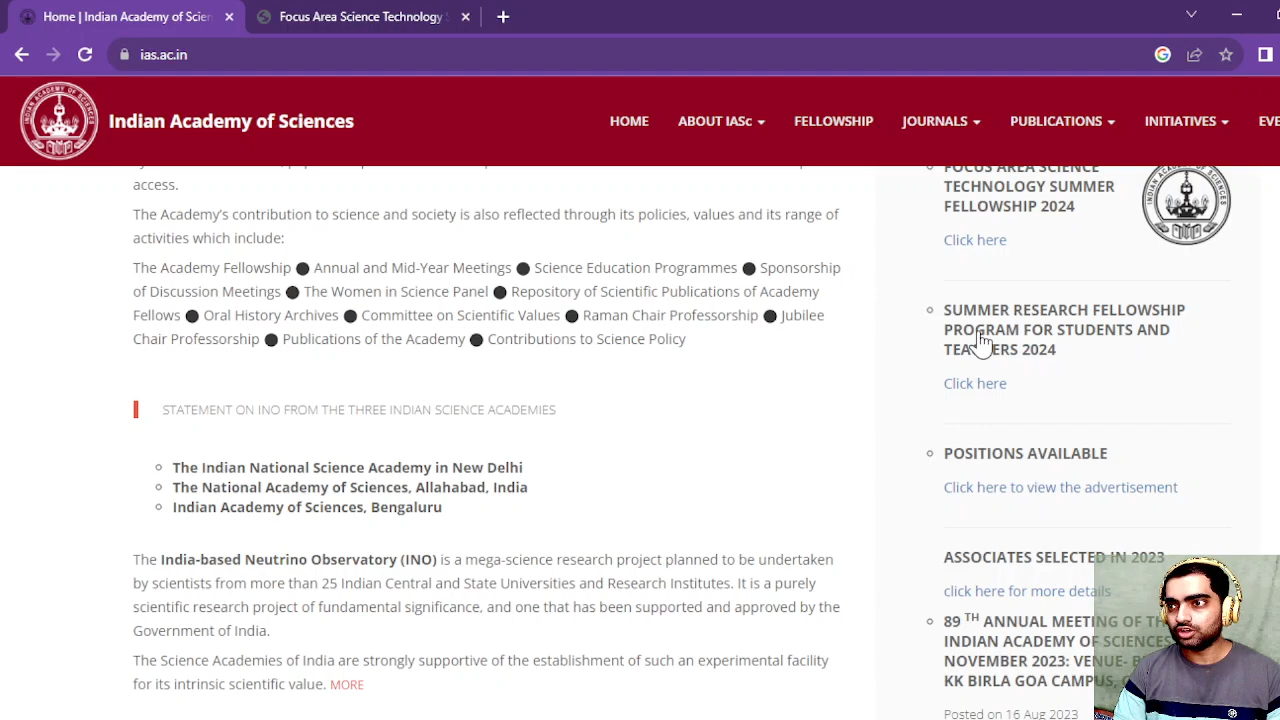 Home | Indian Academy of Scien
Focus Area Science Technology S
ias.ac.in
Indian Academy of Sciences
HOME
ABOUT IASc
FELLOWSHIP
JOURNALS
PUBLICATIONS
INITIATIVES
EVE
access.
The Academy's contribution to science and society is also reflected through its policies, values and its range of
activities which include:
The Academy Fellowship ● Annual and Mid-Year Meetings ● Science Education Programmes ● Sponsorship
of Discussion Meetings ● The Women in Science Panel ● Repository of Scientific Publications of Academy
Fellows ● Oral History Archives ● Committee on Scientific Values ● Raman Chair Professorship ● Jubilee
Chair Professorship ● Publications of the Academy ● Contributions to Science Policy
STATEMENT ON INO FROM THE THREE INDIAN SCIENCE ACADEMIES
The Indian National Science Academy in New Delhi
The National Academy of Sciences, Allahabad, India
Indian Academy of Sciences, Bengaluru
The India-based Neutrino Observatory (INO) is a mega-science research project planned to be undertaken
by scientists from more than 25 Indian Central and State Universities and Research Institutes. It is a purely
scientific research project of fundamental significance, and one that has been supported and approved by the
Government of India.
The Science Academies of India are strongly supportive of the establishment of such an experimental facility
for its intrinsic scientific value. MORE
FOCUS AREA SCIENCE
TECHNOLOGY SUMMER
FELLOWSHIP 2024
Click here
SUMMER RESEARCH FELLOWSHIP
PROGRAM FOR STUDENTS AND
TEACHERS 2024
Click here
POSITIONS AVAILABLE
Click here to view the advertisement
ASSOCIATES SELECTED IN 2023
click here for more details
89 TH ANNUAL MEETING OF TH
INDIAN ACADEMY OF SCIENCES
NOVEMBER 2023: VENUE- B
KK BIRLA GOA CAMPUS,
Posted on 16 Aug 2023